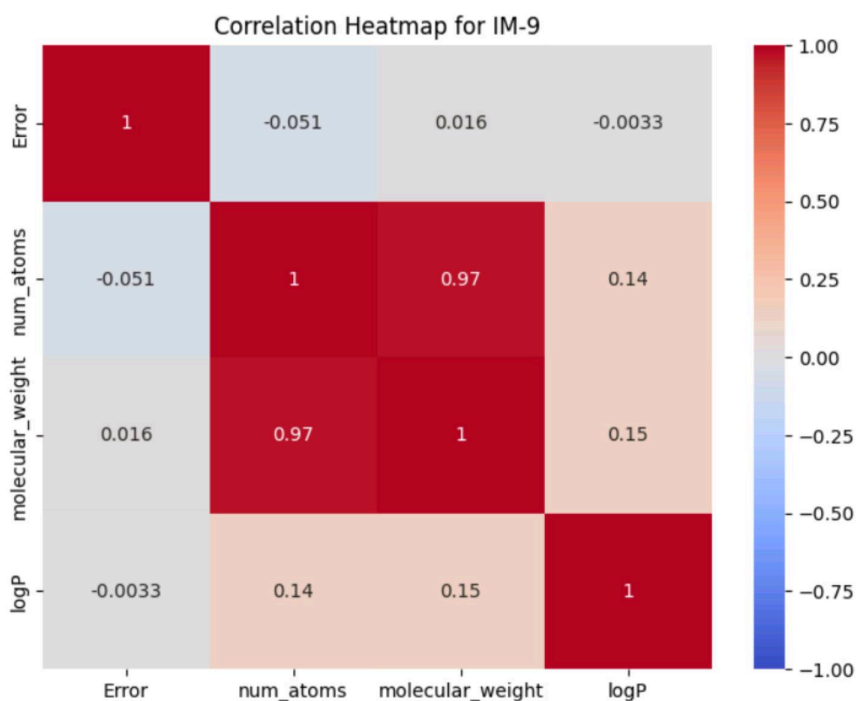 Correlation Heatmap for IM-9
Error 1 -0.051 0.016 -0.0033
num_atoms -0.051 1 0.97 0.14
molecular_weight 0.016 0.97 1 0.15
logP -0.0033 0.14 0.15 1
Error num_atoms molecular_weight logP
1.00
0.75
0.50
0.25
0.00
−0.25
−0.50
−0.75
−1.00